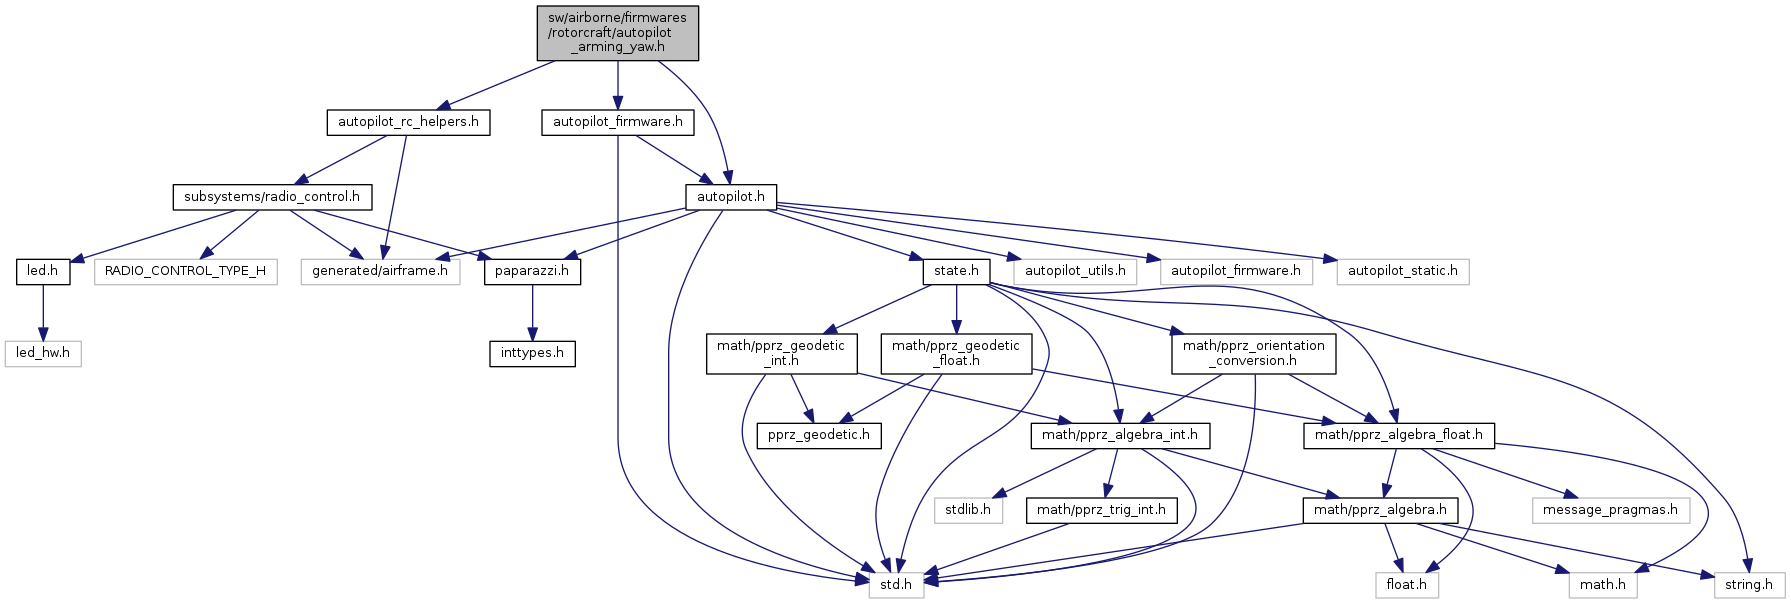 sw/airborne/firmwares
/rotorcraft/autopilot
_arming_yaw.h
autopilot_rc_helpers.h
autopilot_firmware.h
subsystems/radio_control.h
autopilot.h
led.h
RADIO_CONTROL_TYPE_H
generated/airframe.h
paparazzi.h
state.h
autopilot_utils.h
autopilot_firmware.h
autopilot_static.h
led_hw.h
inttypes.h
math/pprz_geodetic
_int.h
math/pprz_geodetic
_float.h
math/pprz_orientation
_conversion.h
pprz_geodetic.h
math/pprz_algebra_int.h
math/pprz_algebra_float.h
stdlib.h
math/pprz_trig_int.h
math/pprz_algebra.h
message_pragmas.h
std.h
float.h
math.h
string.h